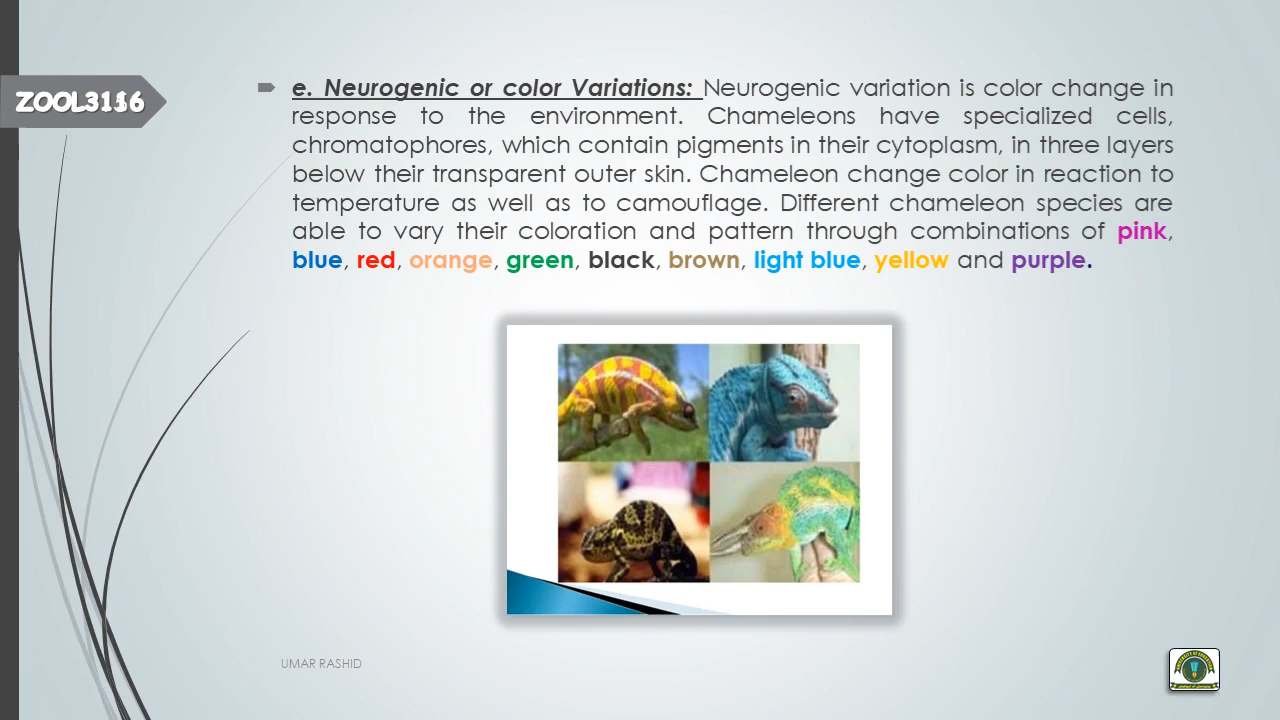 e. Neurogenic or color Variations: Neurogenic variation is color change in
response to the environment. Chameleons have specialized cells,
chromatophores, which contain pigments in their cytoplasm, in three layers
below their transparent outer skin. Chameleon change color in reaction to
temperature as well as to camouflage. Different chameleon species are
able to vary their coloration and pattern through combinations of pink,
blue, red, orange, green, black, brown, light blue, yellow and purple.
UMAR RASHID